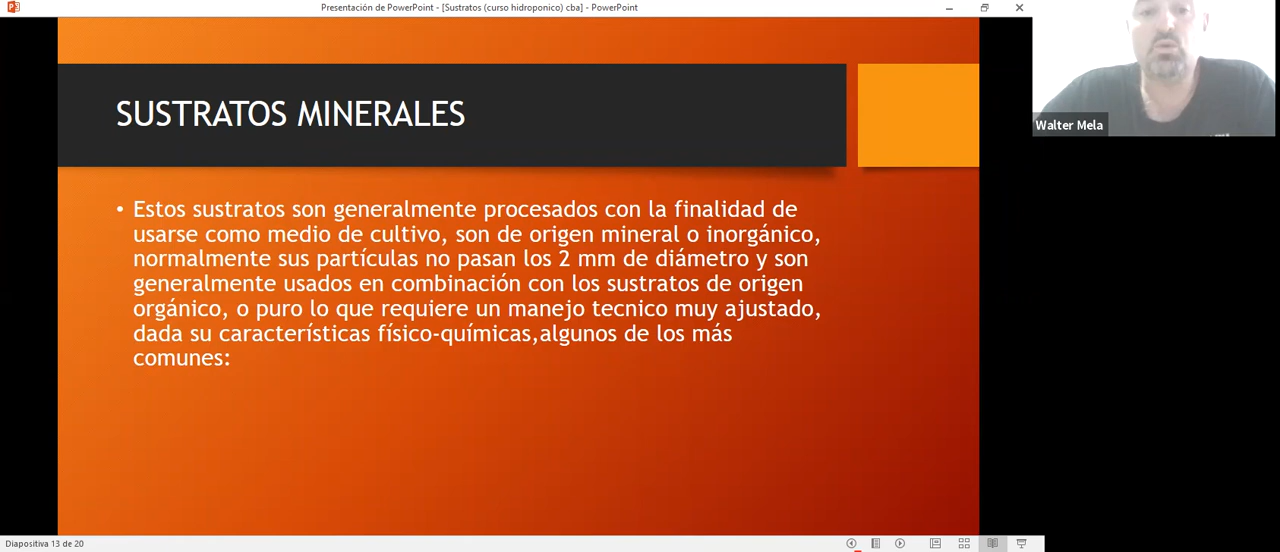 Presentación de PowerPoint - [Sustratos (curso hidroponico) cba] - PowerPoint
SUSTRATOS MINERALES
Walter Mela
• Estos sustratos son generalmente procesados con la finalidad de
usarse como medio de cultivo, son de origen mineral o inorgánico,
normalmente sus partículas no pasan los 2 mm de diámetro y son
generalmente usados en combinación con los sustratos de origen
orgánico, o puro lo que requiere un manejo tecnico muy ajustado,
dada su características físico-químicas,algunos de los más
comunes:
Diapositiva 13 de 20